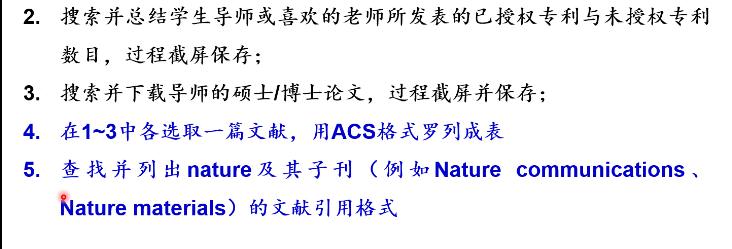 2. 搜索并总结学生导师或喜欢的老师所发表的已授权专利与未授权专利
数目，过程截屏保存；
3. 搜索并下载导师的硕士/博士论文，过程截屏并保存；
4. 在1~3中各选取一篇文献，用ACS格式罗列成表
5. 查找并列出nature及其子刊（例如Nature communications、
Nature materials）的文献引用格式